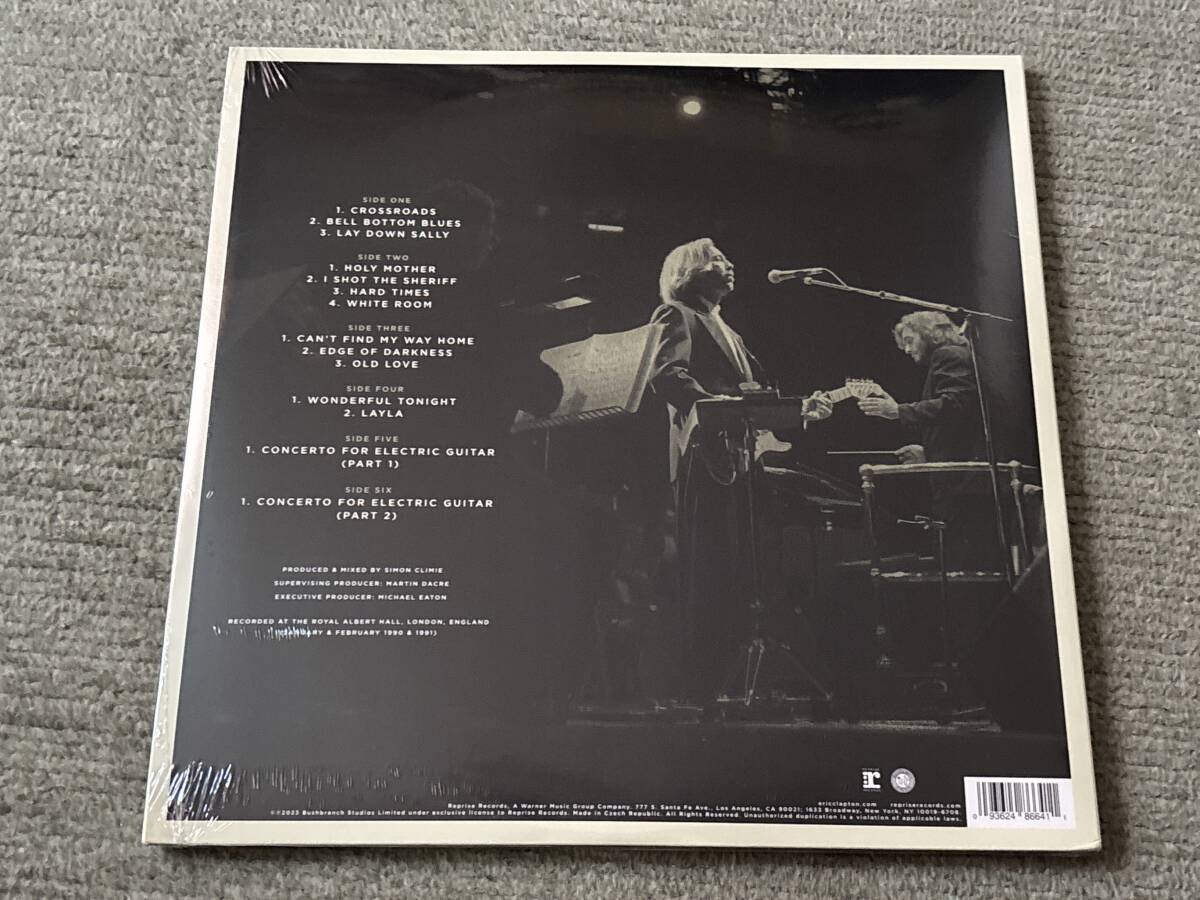 SIDE ONE
1. CROSSROADS
2. BELL BOTTOM BLUES
3. LAY DOWN SALLY
SIDE TWO
1. HOLY MOTHER
2. I SHOT THE SHERIFF
3. HARD TIMES
4. WHITE ROOM
SIDE THREE
1. CAN'T FIND MY WAY HOME
2. EDGE OF DARKNESS
3. OLD LOVE
SIDE FOUR
1. WONDERFUL TONIGHT
2. LAYLA
SIDE FIVE
1. CONCERTO FOR ELECTRIC GUITAR
(PART 1)
SIDE SIX
1. CONCERTO FOR ELECTRIC GUITAR
(PART 2)
PRODUCED & MIXED BY SIMON CLIMIE
SUPERVISING PRODUCER: MARTIN DACRE
EXECUTIVE PRODUCER: MICHAEL EATON
RECORDED AT THE ROYAL ALBERT HALL, LONDON, ENGLAND
(JANUARY & FEBRUARY 1990 & 1991)
r
ericclapton.com repriserecords.com
Reprise Records, A Warner Music Group Company, 777 S. Santa Fe Ave., Los Angeles, CA 90021; 1633 Broadway, New York, NY 10019-6708.
©2023 Bushbranch Studios Limited under exclusive license to Reprise Records. Made in Czech Republic. All Rights Reserved. Unauthorized duplication is a violation of applicable laws.
0 93624 86641